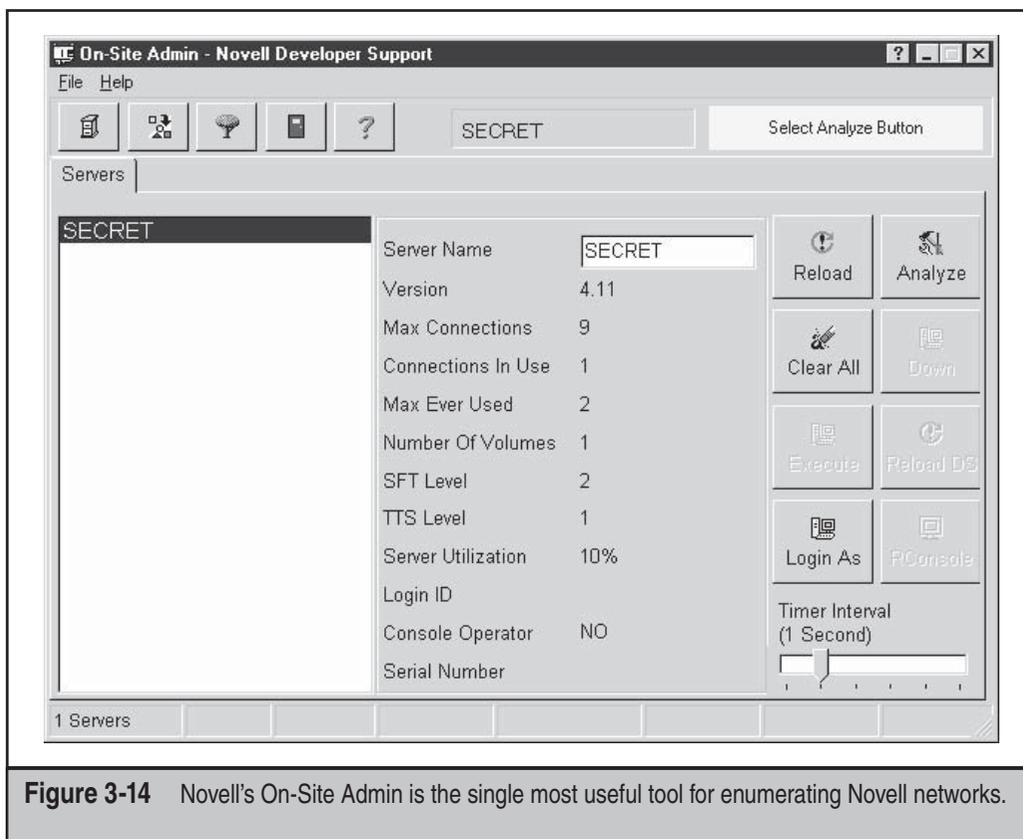 On-Site Admin - Novell Developer Support
File Help
SECRET
Select Analyze Button
Servers
SECRET
Server Name SECRET
Version 4.11
Max Connections 9
Connections In Use 1
Max Ever Used 2
Number Of Volumes 1
SFT Level 2
TTS Level 1
Server Utilization 10%
Login ID
Console Operator NO
Serial Number
Reload Analyze
Clear All Down
Execute Reload DS
Login As RConsole
Timer Interval
(1 Second)
1 Servers
Figure 3-14 Novell's On-Site Admin is the single most useful tool for enumerating Novell networks.